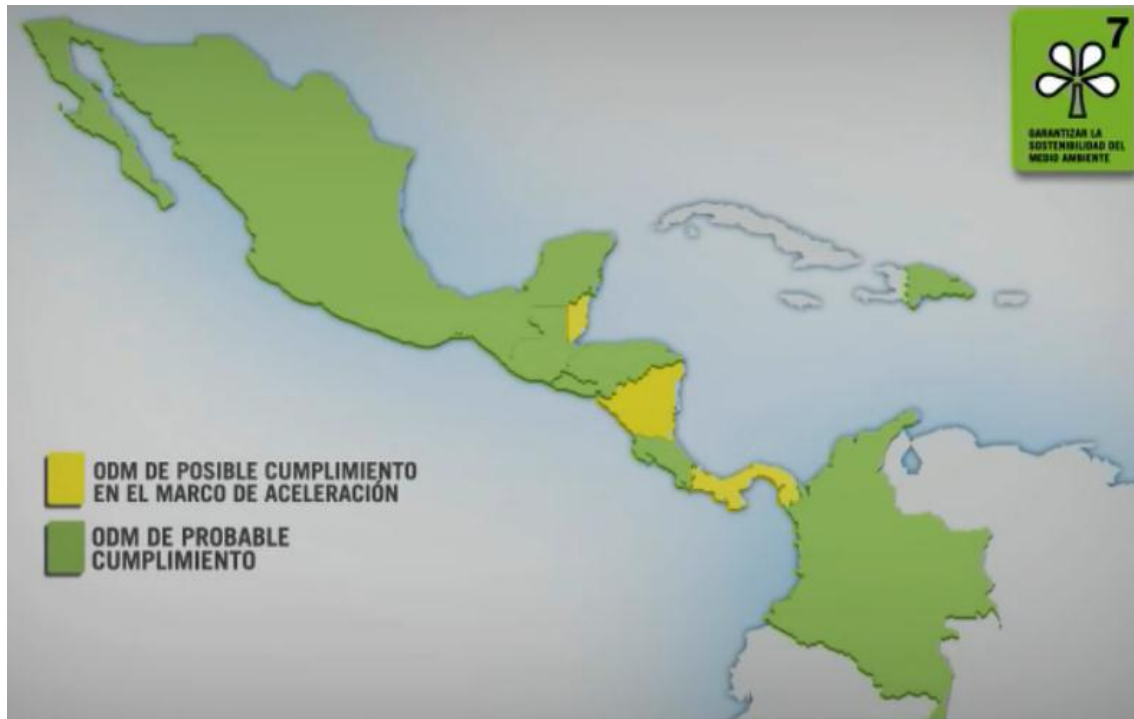 7
GARANTIZAR LA
SOSTENIBILIDAD DEL
MEDIO AMBIENTE
ODM DE POSIBLE CUMPLIMIENTO
EN EL MARCO DE ACELERACIÓN
ODM DE PROBABLE
CUMPLIMIENTO